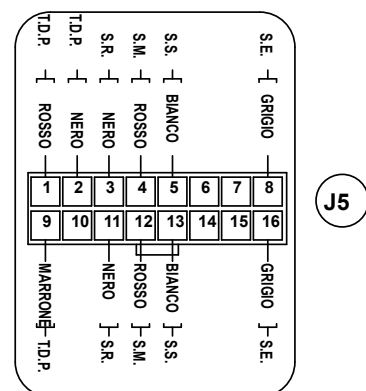 T.D.P. T.D.P. S.R. S.M. S.S. S.E.
ROSSO NERO NERO ROSSO BIANCO GRIGIO
1 2 3 4 5 6 7 8
9 10 11 12 13 14 15 16
J5
MARRONE NERO ROSSO BIANCO GRIGIO
T.D.P. S.R. S.M. S.S. S.E.